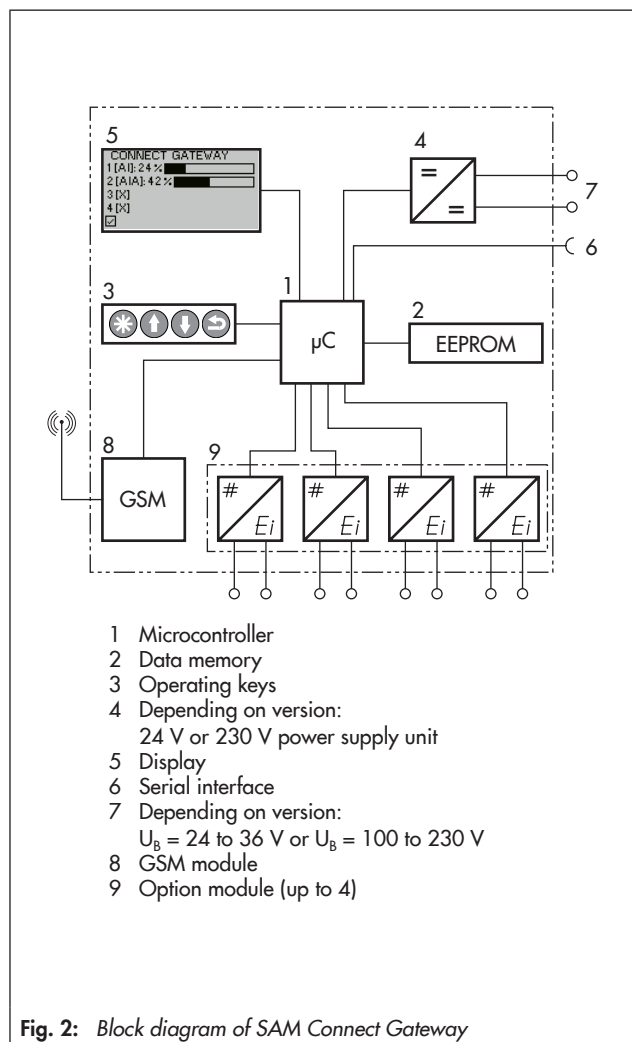 5
CONNECT GATEWAY
1 [AI]: 24 %
2 [AIA]: 42 %
3 [X]
4 [X]
4
=
=
7
6
3
1
µC
2
EEPROM
8
GSM
9
# Ei # Ei # Ei # Ei
1 Microcontroller
2 Data memory
3 Operating keys
4 Depending on version:
24 V or 230 V power supply unit
5 Display
6 Serial interface
7 Depending on version:
U_B = 24 to 36 V or U_B = 100 to 230 V
8 GSM module
9 Option module (up to 4)
Fig. 2: Block diagram of SAM Connect Gateway